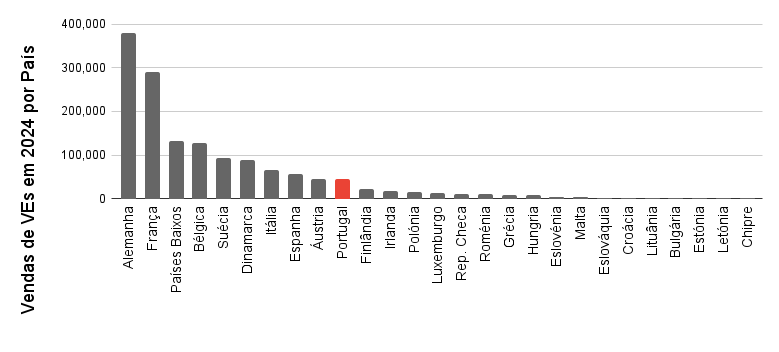 Vendas de VEs em 2024 por País
400,000
300,000
200,000
100,000
0
Alemanha
França
Países Baixos
Bélgica
Suécia
Dinamarca
Itália
Espanha
Áustria
Portugal
Finlândia
Irlanda
Polónia
Luxemburgo
Rep. Checa
Roménia
Grécia
Hungria
Eslovénia
Malta
Eslováquia
Croácia
Lituânia
Bulgária
Estónia
Letónia
Chipre